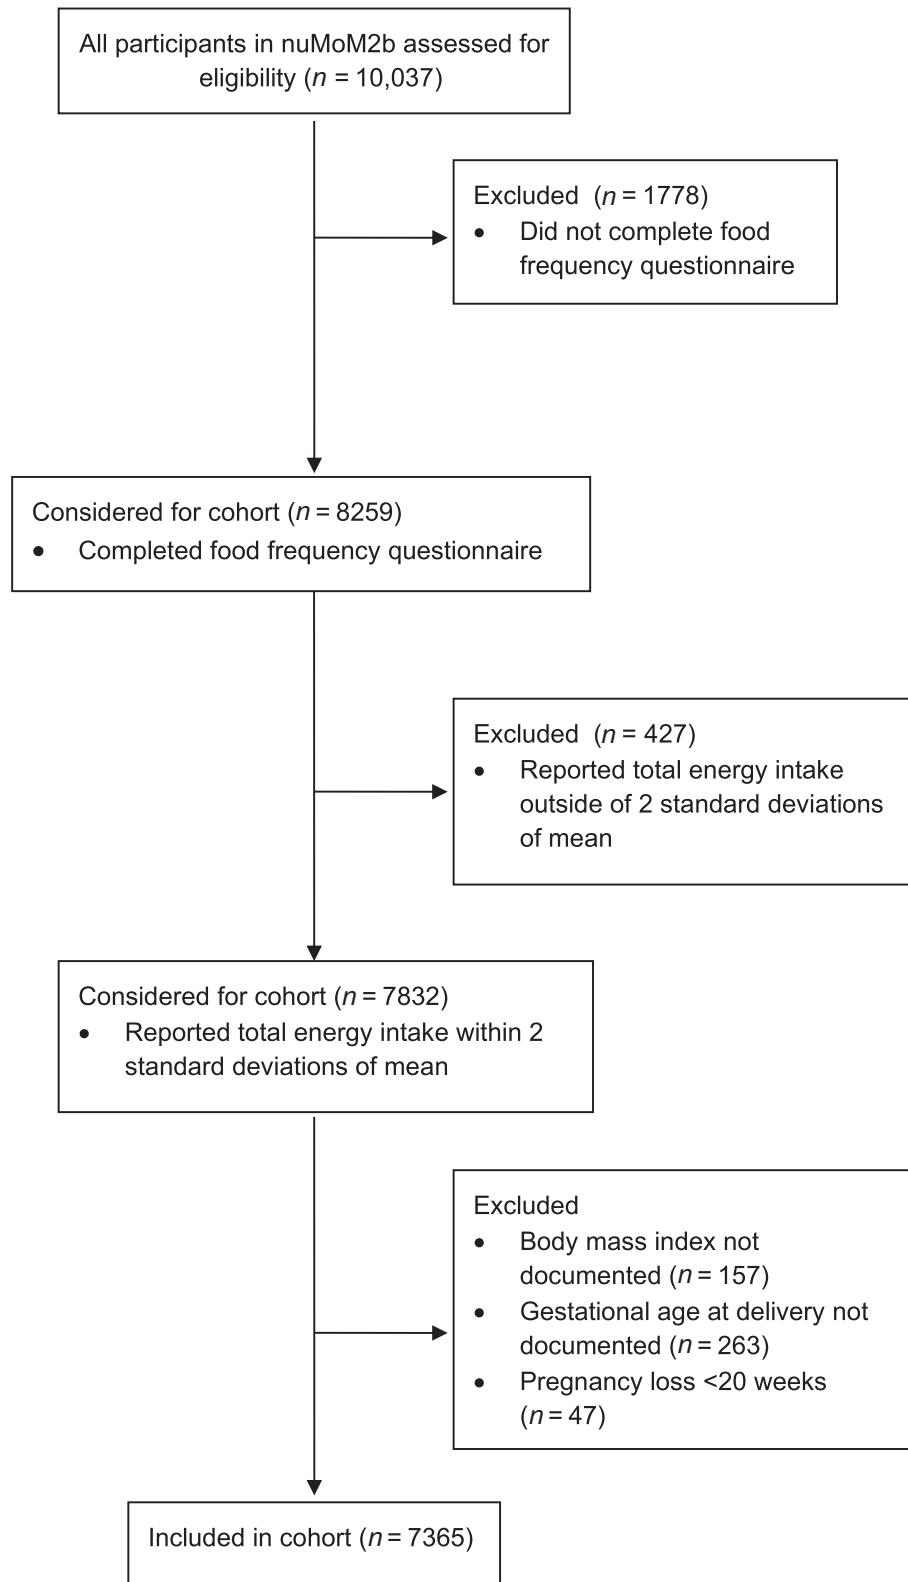 All participants in nuMoM2b assessed for
eligibility (n = 10,037)
Excluded (n = 1778)
• Did not complete food
frequency questionnaire
Considered for cohort (n = 8259)
• Completed food frequency questionnaire
Excluded (n = 427)
• Reported total energy intake
outside of 2 standard deviations
of mean
Considered for cohort (n = 7832)
• Reported total energy intake within 2
standard deviations of mean
Excluded
• Body mass index not
documented (n = 157)
• Gestational age at delivery not
documented (n = 263)
• Pregnancy loss <20 weeks
(n = 47)
Included in cohort (n = 7365)